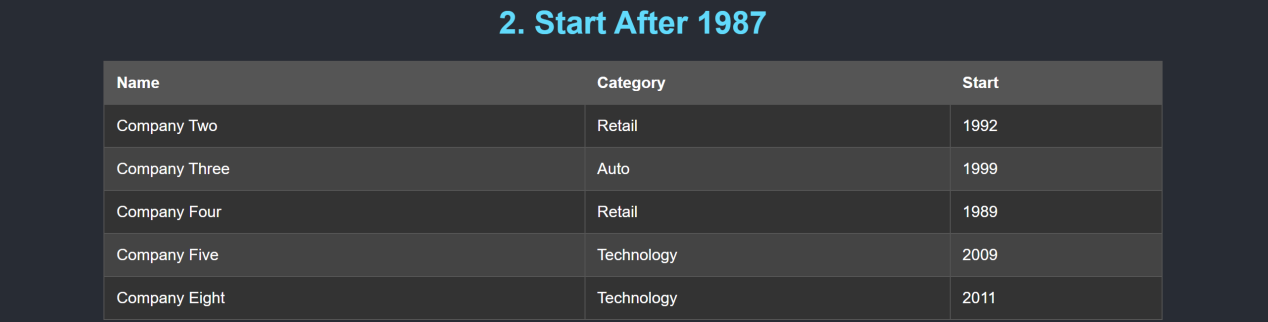 2. Start After 1987
Name Category Start
Company Two Retail 1992
Company Three Auto 1999
Company Four Retail 1989
Company Five Technology 2009
Company Eight Technology 2011